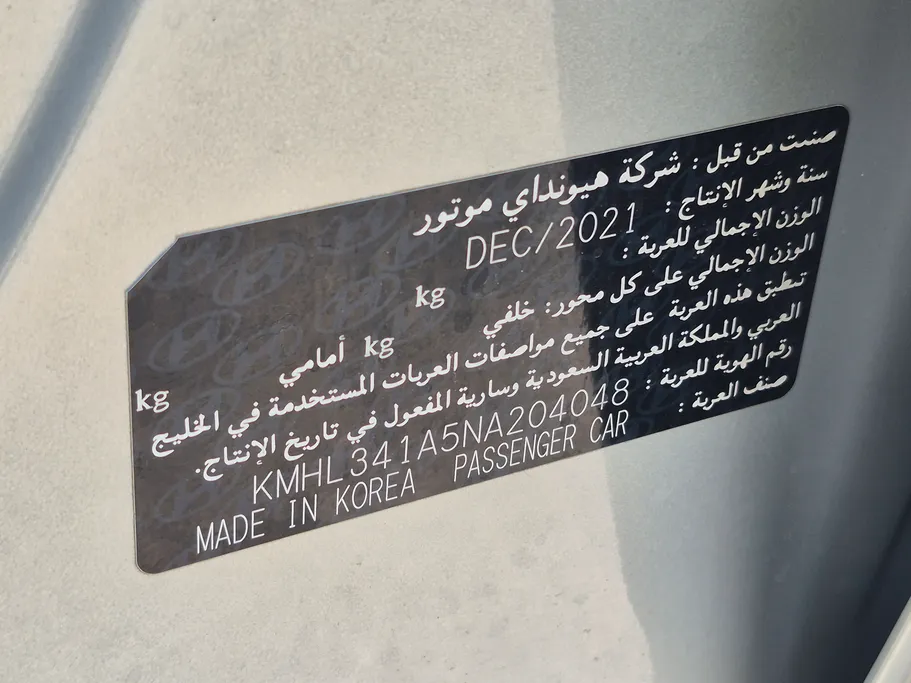 صنعت من قبل : شركة هيونداي موتور
سنة وشهر الإنتاج : DEC/2021
الوزن الإجمالي للعربة : kg
الوزن الإجمالي على كل محور: خلفي kg أمامي kg
تنطبق هذه العربة على جميع مواصفات العربات المستخدمة في الخليج
العربي والمملكة العربية السعودية وسارية المفعول في تاريخ الإنتاج.
رقم الهوية للعربة : KMHL341A5NA204048
صنف العربة : PASSENGER CAR MADE IN KOREA